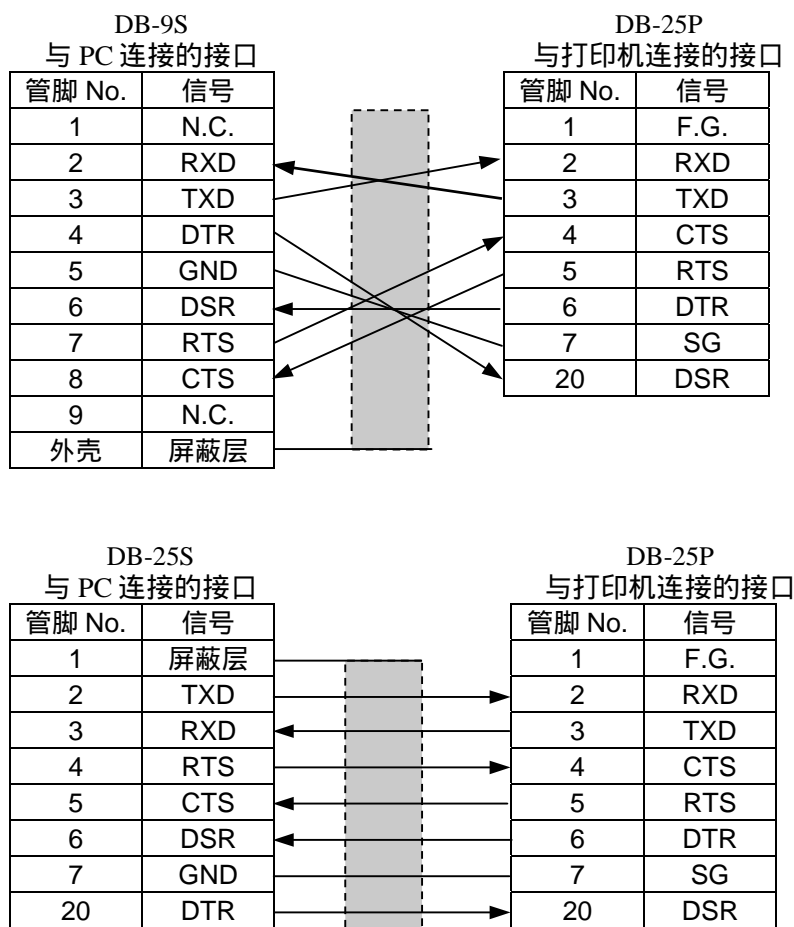 DB-9S DB-25P
与 PC 连接的接口 与打印机连接的接口
管脚 No. 信号 管脚 No. 信号
1 N.C. 1 F.G.
2 RXD 2 RXD
3 TXD 3 TXD
4 DTR 4 CTS
5 GND 5 RTS
6 DSR 6 DTR
7 RTS 7 SG
8 CTS 20 DSR
9 N.C.
外壳 屏蔽层
DB-25S DB-25P
与 PC 连接的接口 与打印机连接的接口
管脚 No. 信号 管脚 No. 信号
1 屏蔽层 1 F.G.
2 TXD 2 RXD
3 RXD 3 TXD
4 RTS 4 CTS
5 CTS 5 RTS
6 DSR 6 DTR
7 GND 7 SG
20 DTR 20 DSR